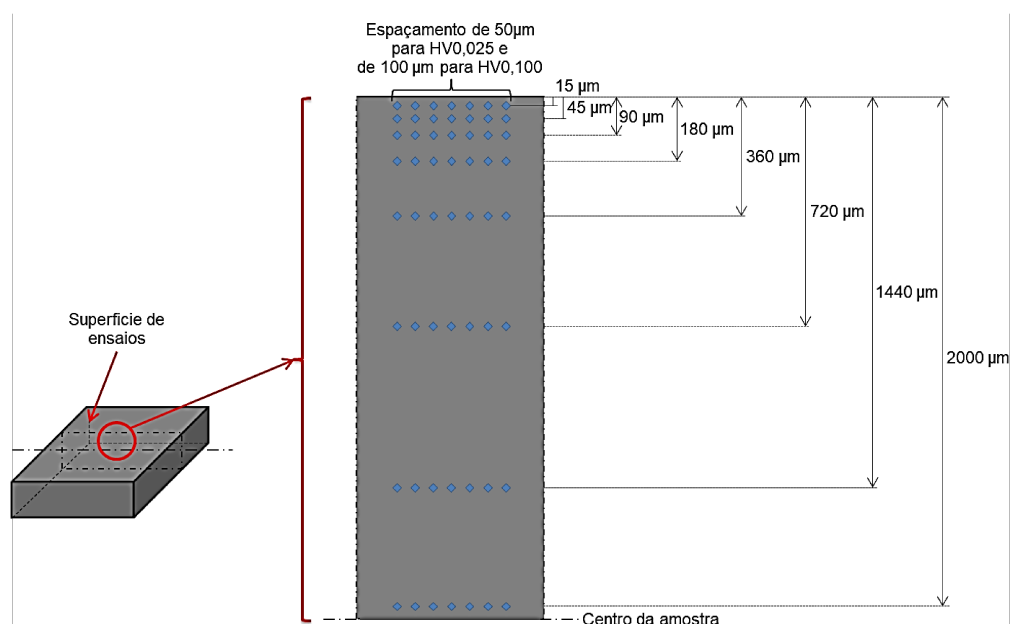 Espaçamento de 50µm
para HV0,025 e
de 100 µm para HV0,100
15 µm
45 µm
90 µm
180 µm
360 µm
720 µm
1440 µm
2000 µm
Superficie de
ensaios
Centro da amostra